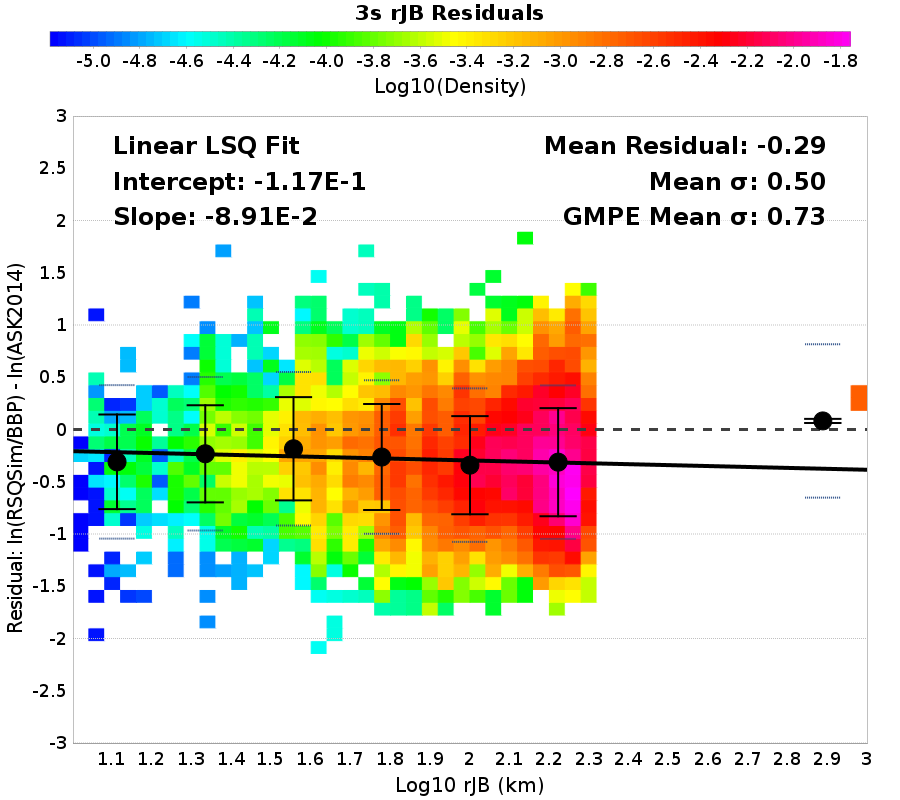 3s rJB Residuals
-5.0 -4.8 -4.6 -4.4 -4.2 -4.0 -3.8 -3.6 -3.4 -3.2 -3.0 -2.8 -2.6 -2.4 -2.2 -2.0 -1.8
Log10(Density)
Linear LSQ Fit
Intercept: -1.17E-1
Slope: -8.91E-2
Mean Residual: -0.29
Mean σ: 0.50
GMPE Mean σ: 0.73
Residual: ln(RSQSim/BBP) - ln(ASK2014)
3
2.5
2
1.5
1
0.5
0
-0.5
-1
-1.5
-2
-2.5
-3
1.1 1.2 1.3 1.4 1.5 1.6 1.7 1.8 1.9 2 2.1 2.2 2.3 2.4 2.5 2.6 2.7 2.8 2.9 3
Log10 rJB (km)